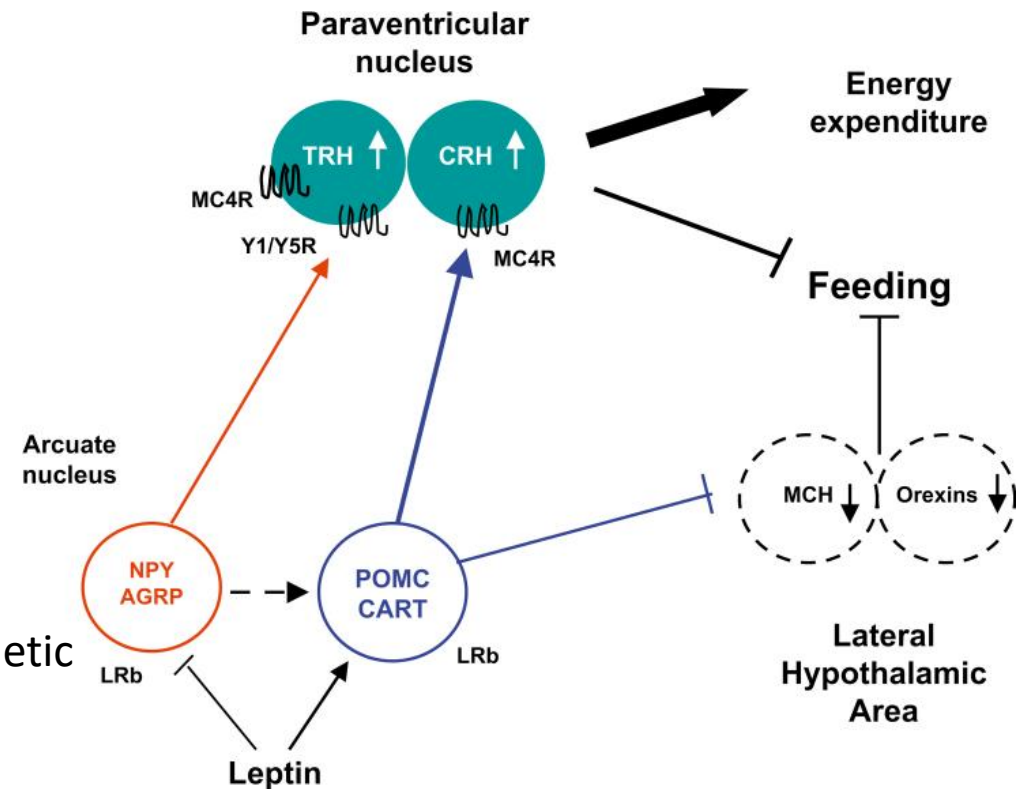 Paraventricular
nucleus
Energy
expenditure
TRH
CRH
MC4R
Y1/Y5R
MC4R
Feeding
Arcuate
nucleus
MCH
Orexins
NPY
AGRP
POMC
CART
etic
LRb
LRb
Lateral
Hypothalamic
Area
Leptin